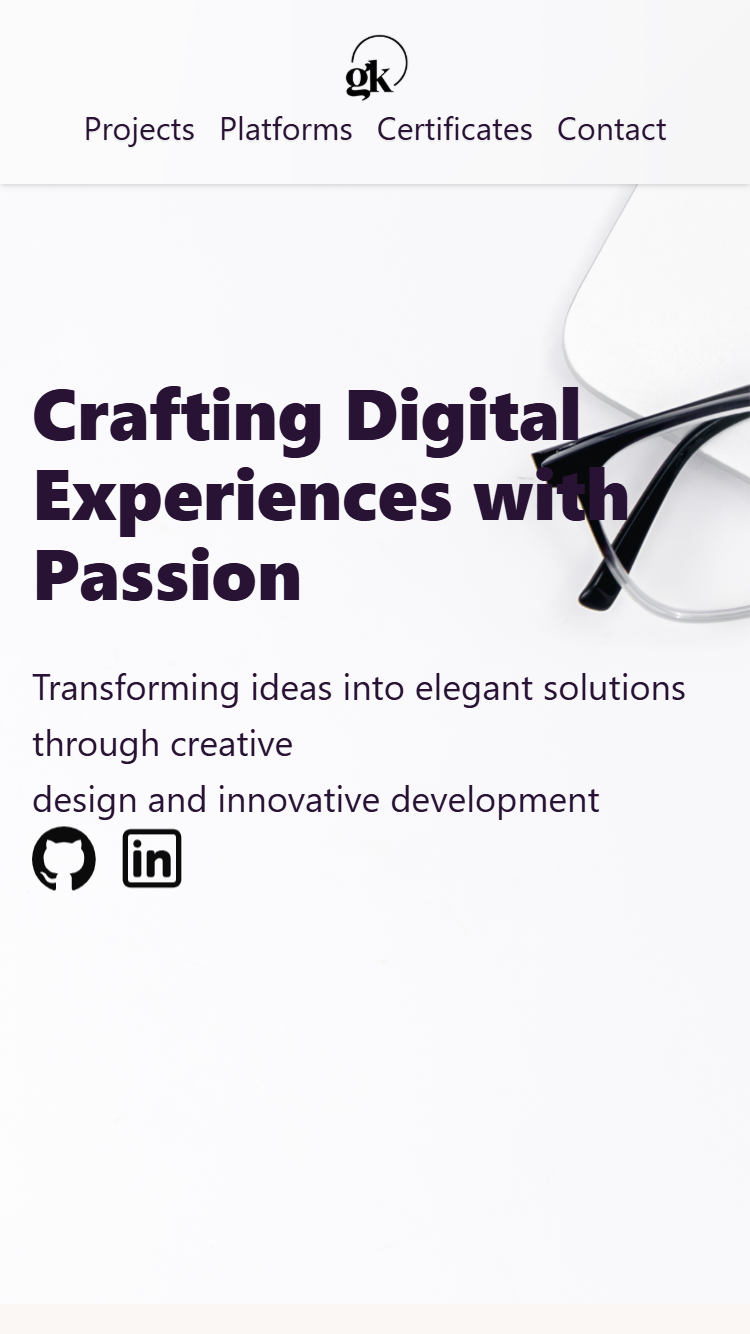 gk
Projects Platforms Certificates Contact
Crafting Digital
Experiences with
Passion
Transforming ideas into elegant solutions
through creative
design and innovative development
in